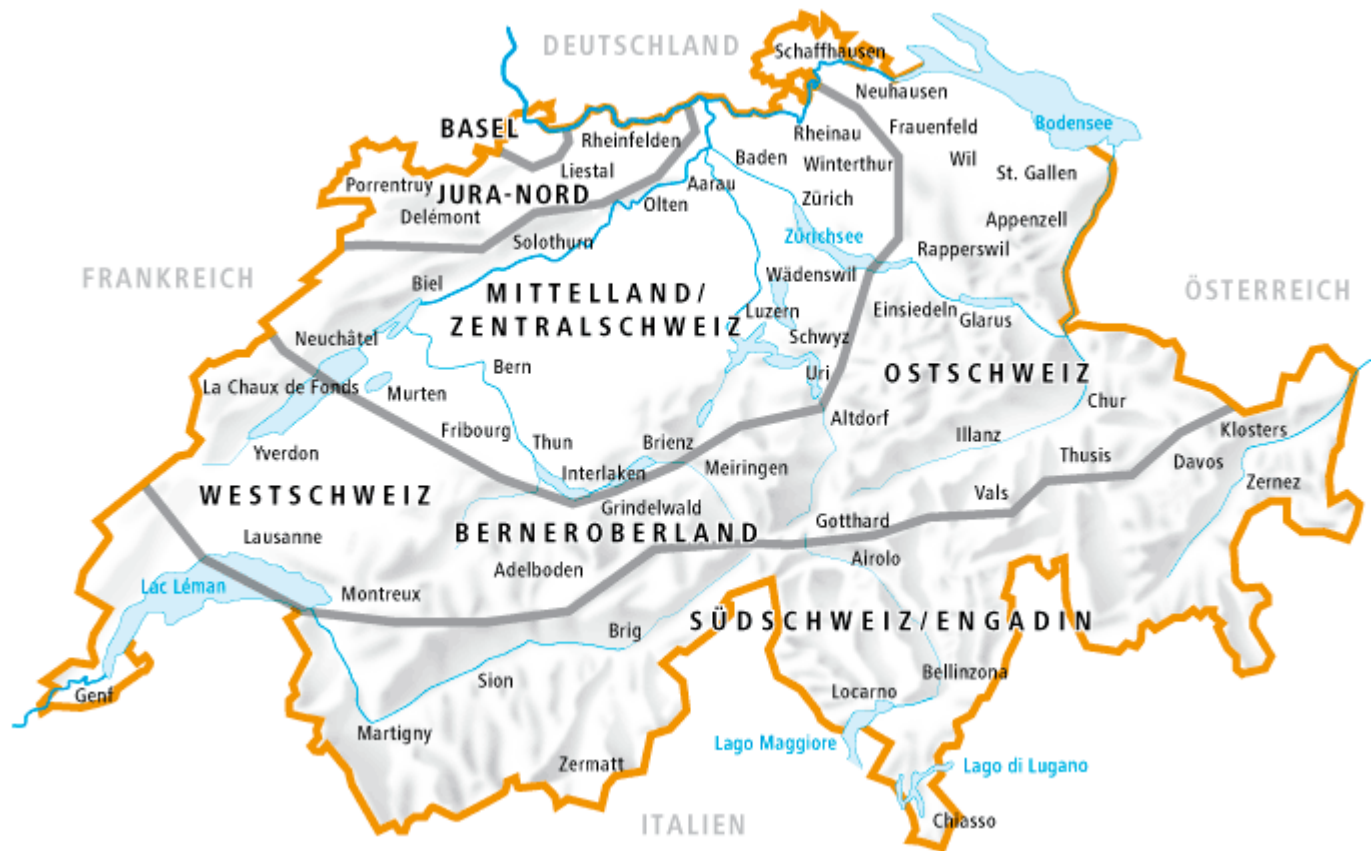 DEUTSCHLAND
Schaffhausen
Neuhausen
BASEL
Rheinfelden
Rheinau
Frauenfeld
Bodensee
Baden
Winterthur
Wil
St. Gallen
Liestal
Porrentruy
JURA-NORD
Aarau
Olten
Zürich
Delémont
Appenzell
Solothurn
Zürichsee
Rapperswil
FRANKREICH
Biel
Wädenswil
ÖSTERREICH
MITTELLAND/
ZENTRALSCHWEIZ
Luzern
Einsiedeln
Glarus
Neuchâtel
Schwyz
Bern
Uri
OSTSCHWEIZ
La Chaux de Fonds
Murten
Chur
Altdorf
Fribourg
Thun
Brienz
Illanz
Klosters
Yverdon
Interlaken
Meiringen
Thusis
Davos
Zernez
WESTSCHWEIZ
Vals
Grindelwald
Gotthard
BERNEROBERLAND
Lausanne
Airolo
Adelboden
Lac Léman
Montreux
SÜDSCHWEIZ/ENGADIN
Brig
Bellinzona
Sion
Genf
Locarno
Martigny
Lago Maggiore
Zermatt
Lago di Lugano
Chiasso
ITALIEN